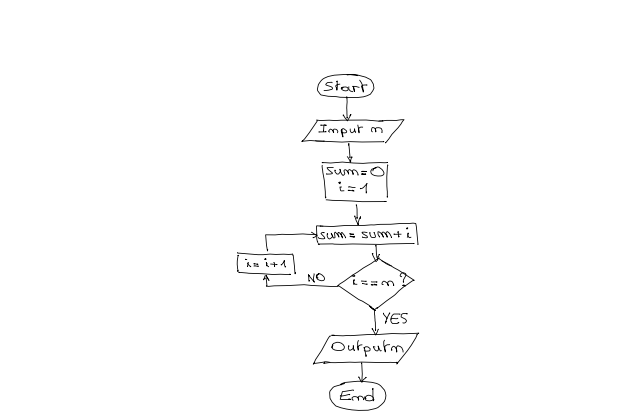 Start
Input n
sum=0
i=1
sum=sum+i
i=i+1
NO
i==n ?
YES
Output n
End